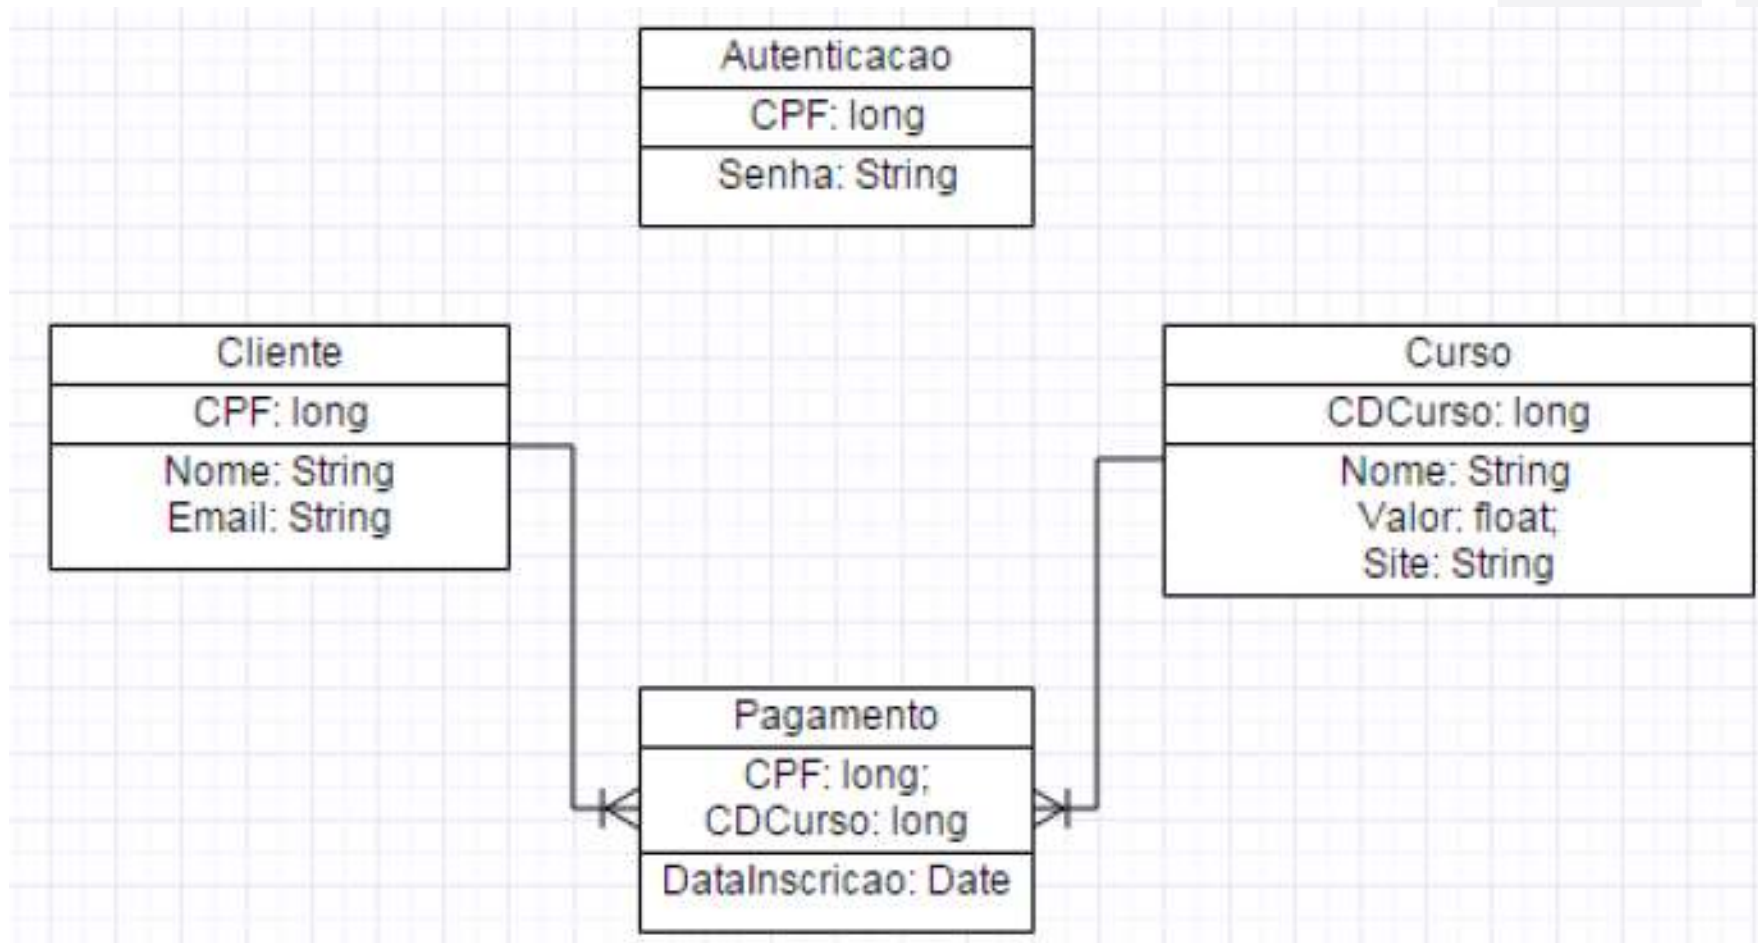 Autenticacao
CPF: long
Senha: String
Cliente
CPF: long
Nome: String
Email: String
Curso
CDCurso: long
Nome: String
Valor: float;
Site: String
Pagamento
CPF: long;
CDCurso: long
DataInscricao: Date